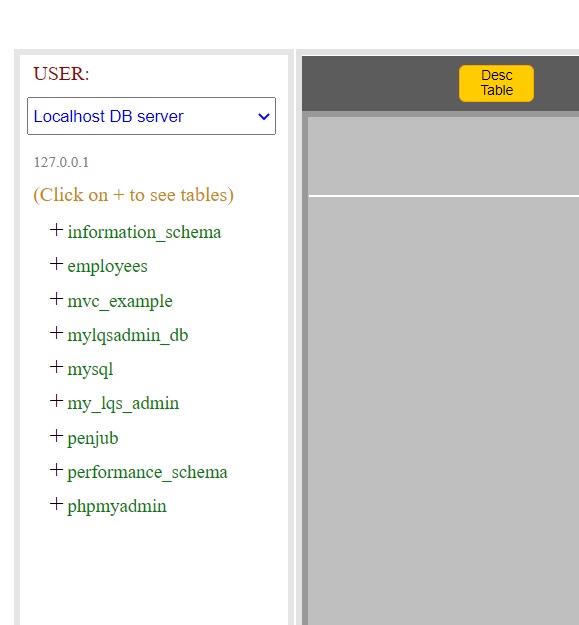 USER:
Localhost DB server
127.0.0.1
(Click on + to see tables)
+ information_schema
+ employees
+ mvc_example
+ mylqsadmin_db
+ mysql
+ my_lqs_admin
+ penjub
+ performance_schema
+ phpmyadmin
Desc
Table